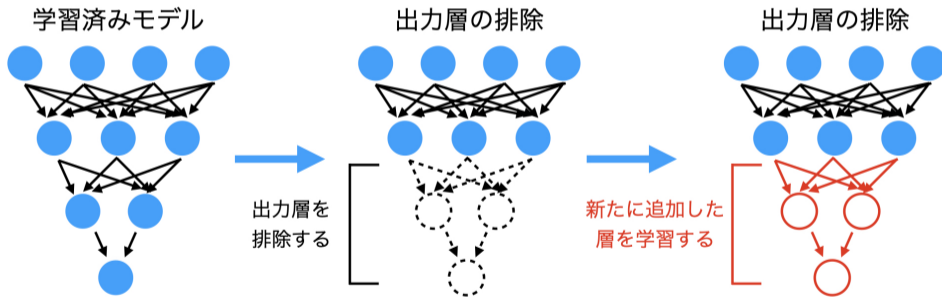 学習済みモデル
出力層の排除
出力層の排除
出力層を
排除する
新たに追加した
層を学習する